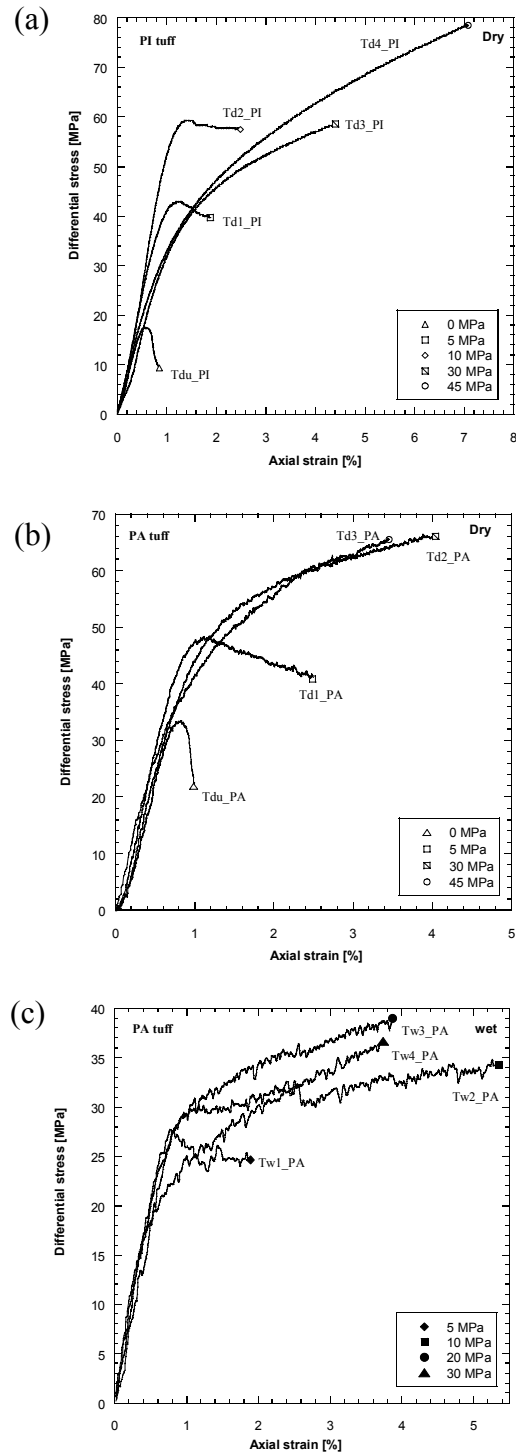 (a)
PI tuff
Dry
Differential stress [MPa]
80
70
60
50
40
30
20
10
0
Td4_PI
Td2_PI
Td3_PI
Td1_PI
Tdu_PI
0 MPa
5 MPa
10 MPa
30 MPa
45 MPa
0 1 2 3 4 5 6 7 8
Axial strain [%]
(b)
PA tuff
Dry
Differential stress [MPa]
70
60
50
40
30
20
10
0
Td3_PA
Td2_PA
Td1_PA
Tdu_PA
0 MPa
5 MPa
30 MPa
45 MPa
0 1 2 3 4 5
Axial strain [%]
(c)
PA tuff
wet
Differential stress [MPa]
40
35
30
25
20
15
10
5
0
Tw3_PA
Tw4_PA
Tw2_PA
Tw1_PA
5 MPa
10 MPa
20 MPa
30 MPa
0 1 2 3 4 5
Axial strain [%]